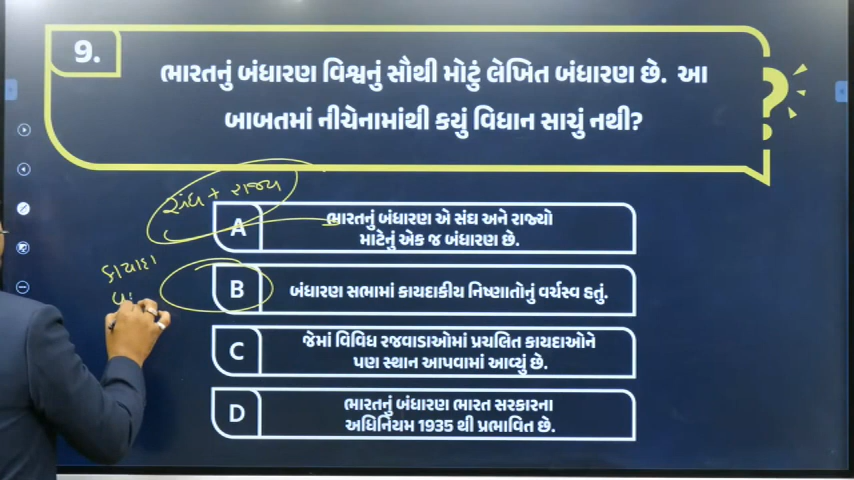 9.
ભારતનું બંધારણ વિશ્વનું સૌથી મોટું લેખિત બંધારણ છે. આ
બાબતમાં નીચેનામાંથી કયું વિધાન સાચું નથી?
?
સંઘ + રાજ્ય
A
ભારતનું બંધારણ એ સંઘ અને રાજ્યો
માટેનું એક જ બંધારણ છે.
કાયદા
B
બંધારણ સભામાં કાયદાકીય નિષ્ણાતોનું વર્ચસ્વ હતું.
C
જેમાં વિવિધ રજવાડાઓમાં પ્રચલિત કાયદાઓને
પણ સ્થાન આપવામાં આવ્યું છે.
D
ભારતનું બંધારણ ભારત સરકારના
અધિનિયમ 1935 થી પ્રભાવિત છે.